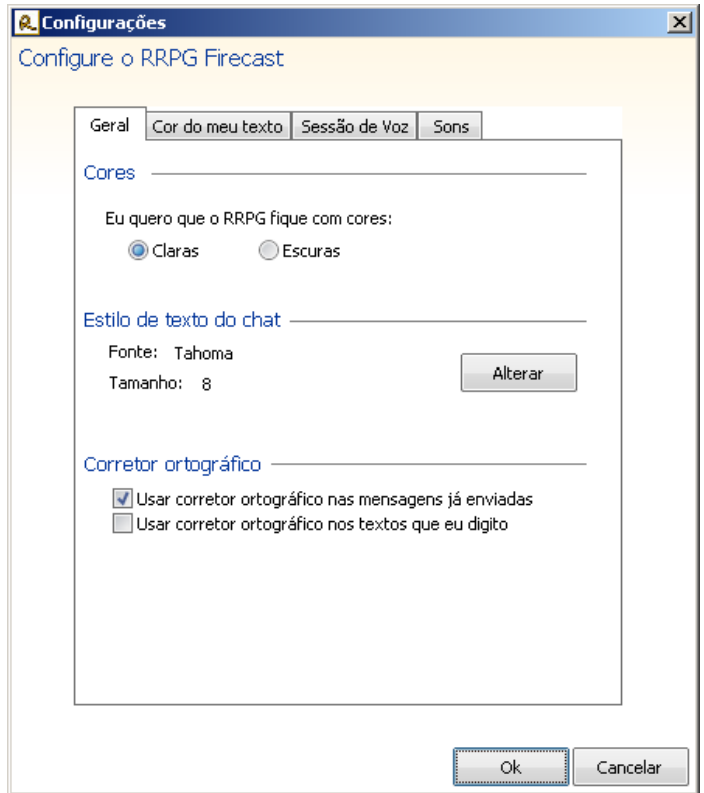 Configurações
Configure o RRPG Firecast
Geral Cor do meu texto Sessão de Voz Sons
Cores
Eu quero que o RRPG fique com cores:
Claras Escuras
Estilo de texto do chat
Fonte: Tahoma
Tamanho: 8
Alterar
Corretor ortográfico
Usar corretor ortográfico nas mensagens já enviadas
Usar corretor ortográfico nos textos que eu digito
Ok Cancelar